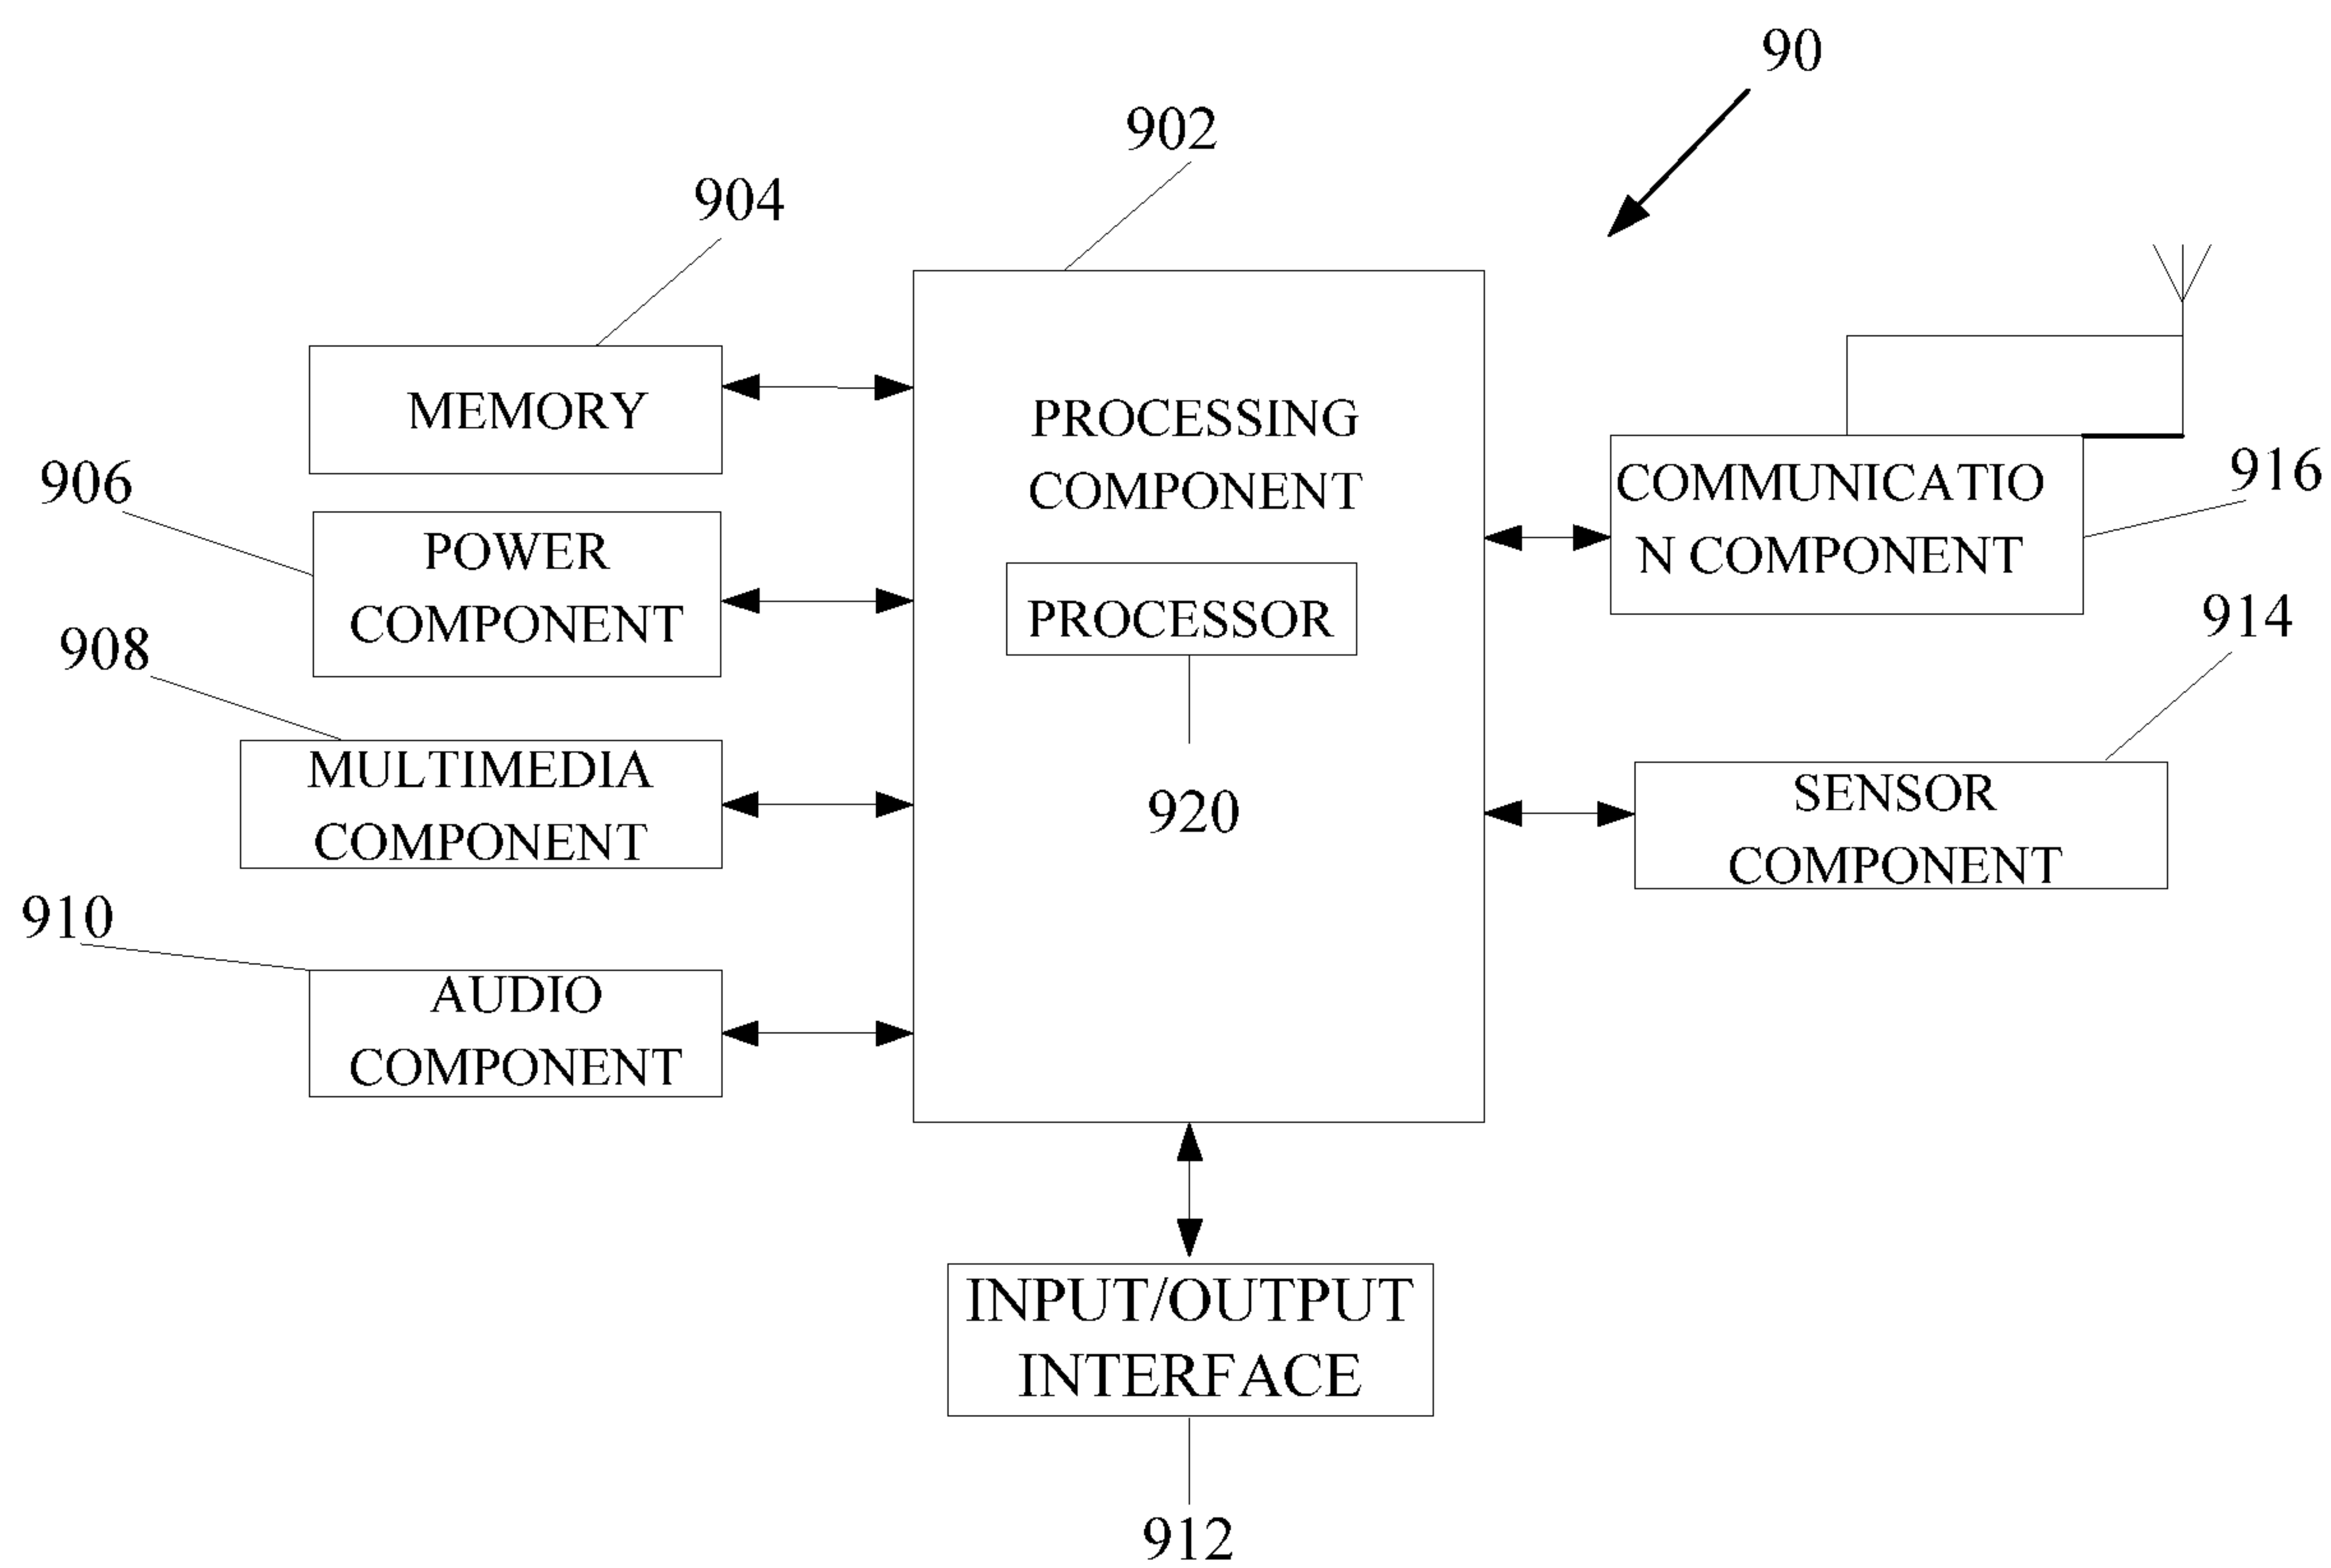 90
902
904
MEMORY
PROCESSING
COMPONENT
906
POWER
COMPONENT
PROCESSOR
COMMUNICATIO
N COMPONENT
916
908
MULTIMEDIA
COMPONENT
920
914
SENSOR
COMPONENT
910
AUDIO
COMPONENT
INPUT/OUTPUT
INTERFACE
912